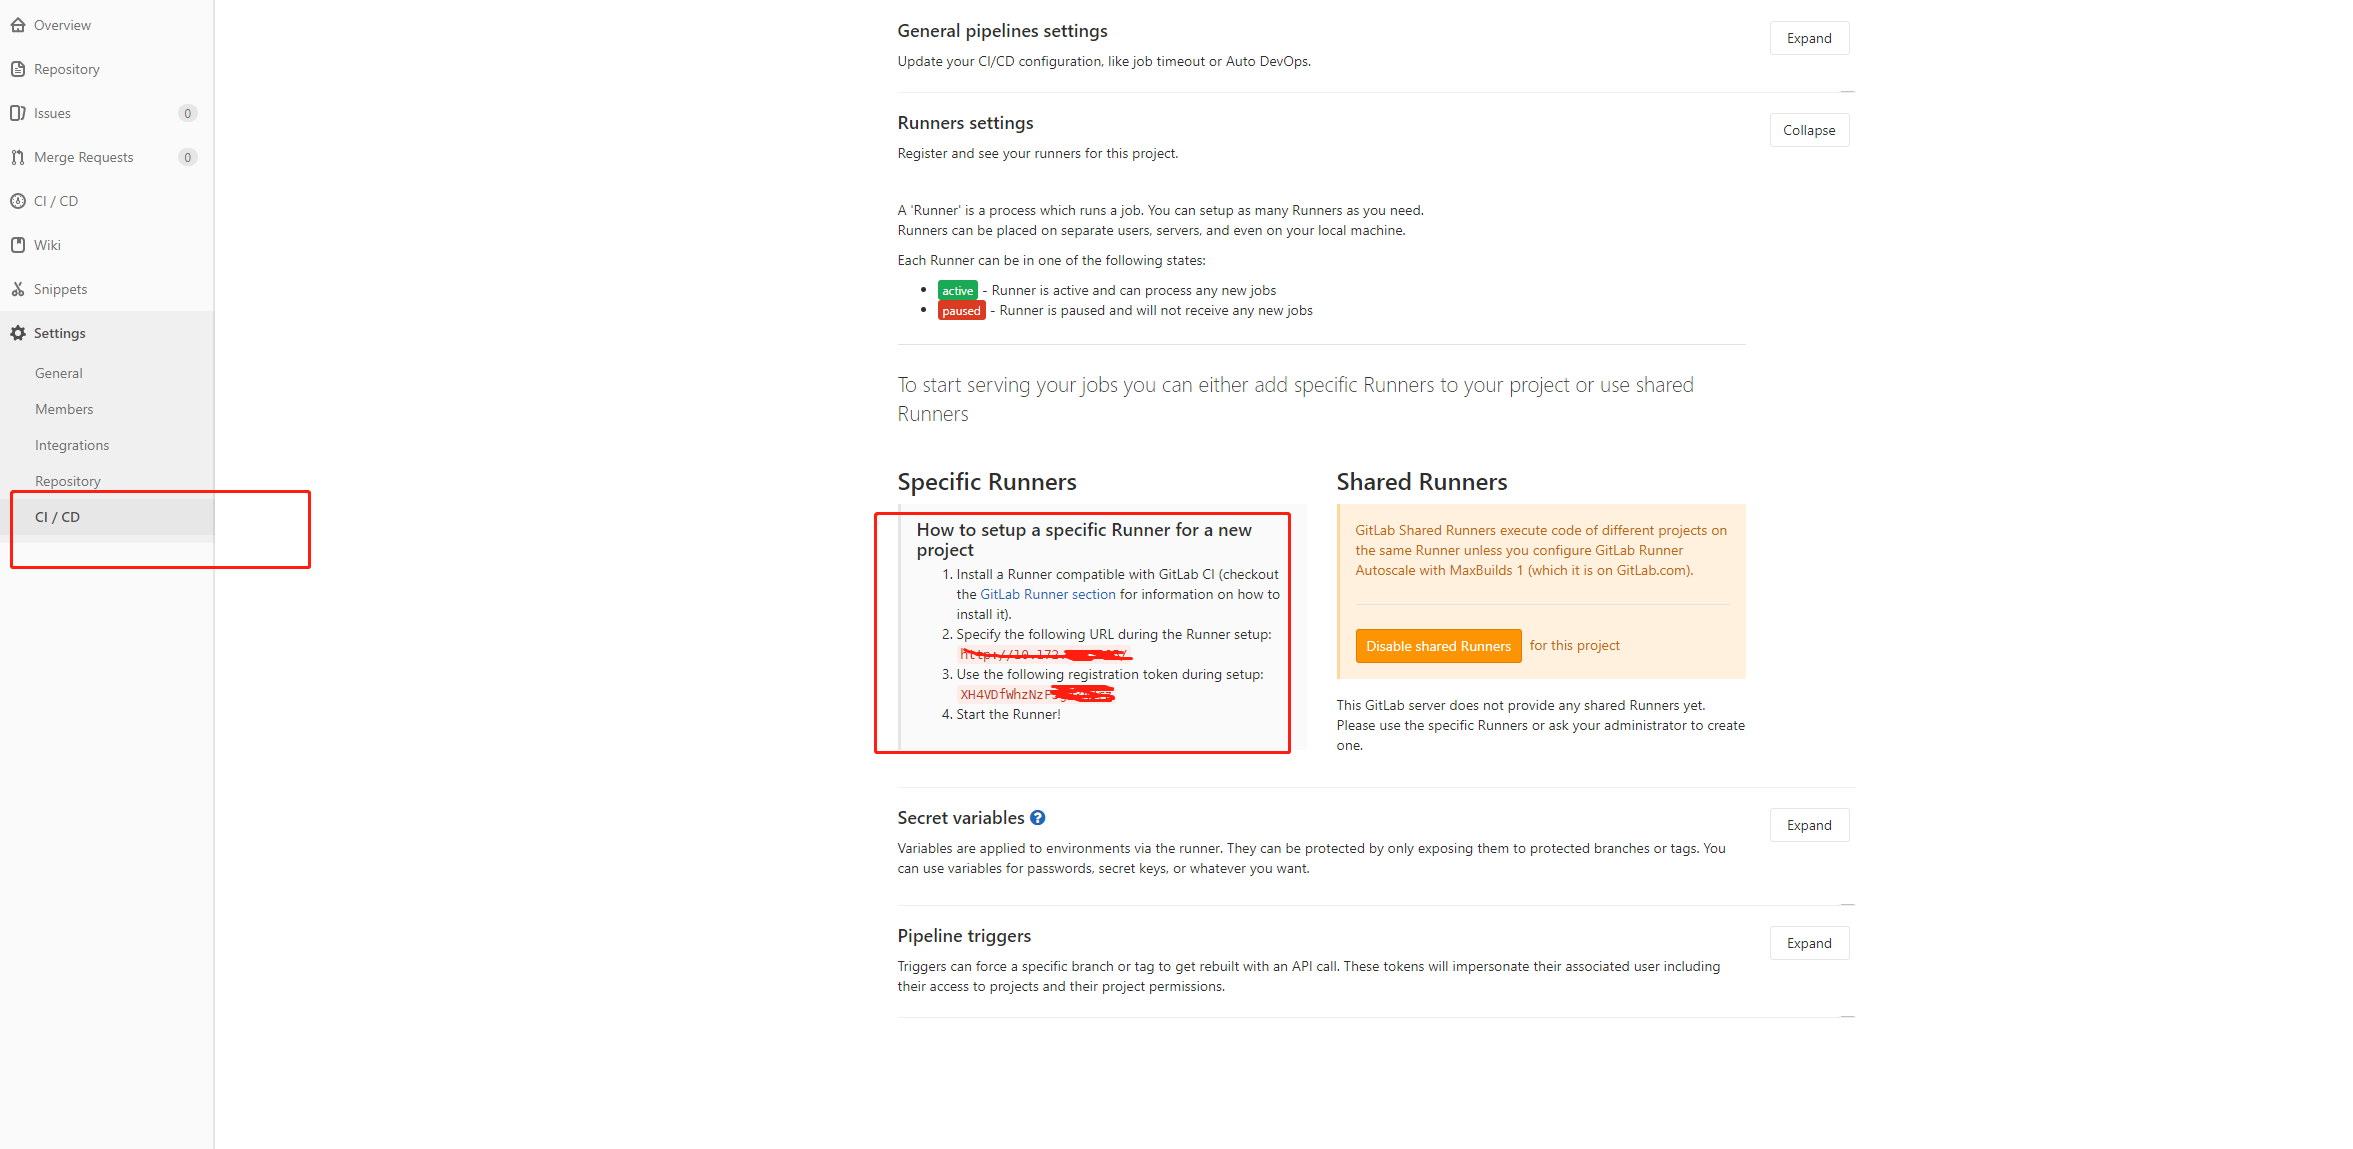 Overview
Repository
Issues 0
Merge Requests 0
CI / CD
Wiki
Snippets
Settings
General
Members
Integrations
Repository
CI / CD
General pipelines settings
Expand
Update your CI/CD configuration, like job timeout or Auto DevOps.
Runners settings
Collapse
Register and see your runners for this project.
A 'Runner' is a process which runs a job. You can setup as many Runners as you need.
Runners can be placed on separate users, servers, and even on your local machine.
Each Runner can be in one of the following states:
active - Runner is active and can process any new jobs
paused - Runner is paused and will not receive any new jobs
To start serving your jobs you can either add specific Runners to your project or use shared
Runners
Specific Runners
How to setup a specific Runner for a new
project
1. Install a Runner compatible with GitLab CI (checkout
the GitLab Runner section for information on how to
install it).
2. Specify the following URL during the Runner setup:
3. Use the following registration token during setup:
4. Start the Runner!
Shared Runners
GitLab Shared Runners execute code of different projects on
the same Runner unless you configure GitLab Runner
Autoscale with MaxBuilds 1 (which it is on GitLab.com).
Disable shared Runners for this project
This GitLab server does not provide any shared Runners yet.
Please use the specific Runners or ask your administrator to create
one.
Secret variables
Expand
Variables are applied to environments via the runner. They can be protected by only exposing them to protected branches or tags. You
can use variables for passwords, secret keys, or whatever you want.
Pipeline triggers
Expand
Triggers can force a specific branch or tag to get rebuilt with an API call. These tokens will impersonate their associated user including
their access to projects and their project permissions.